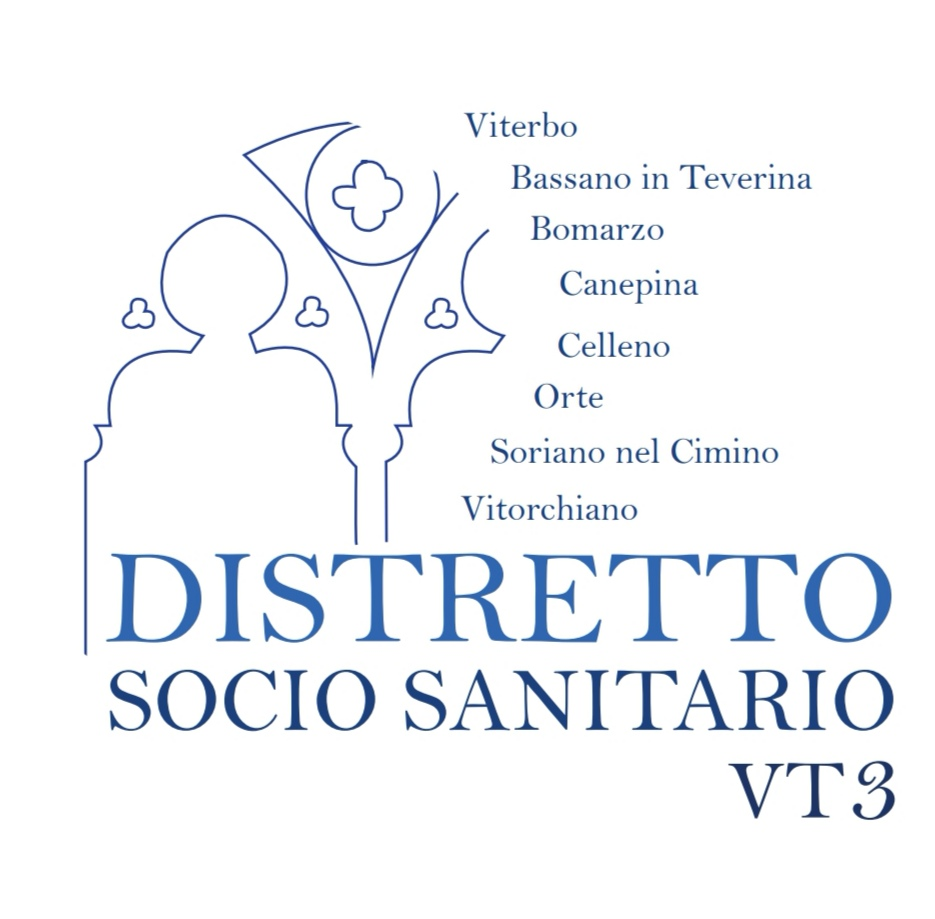 Viterbo
Bassano in Teverina
Bomarzo
Canepina
Celleno
Orte
Soriano nel Cimino
Vitorchiano
DISTRETTO
SOCIO SANITARIO
VT3